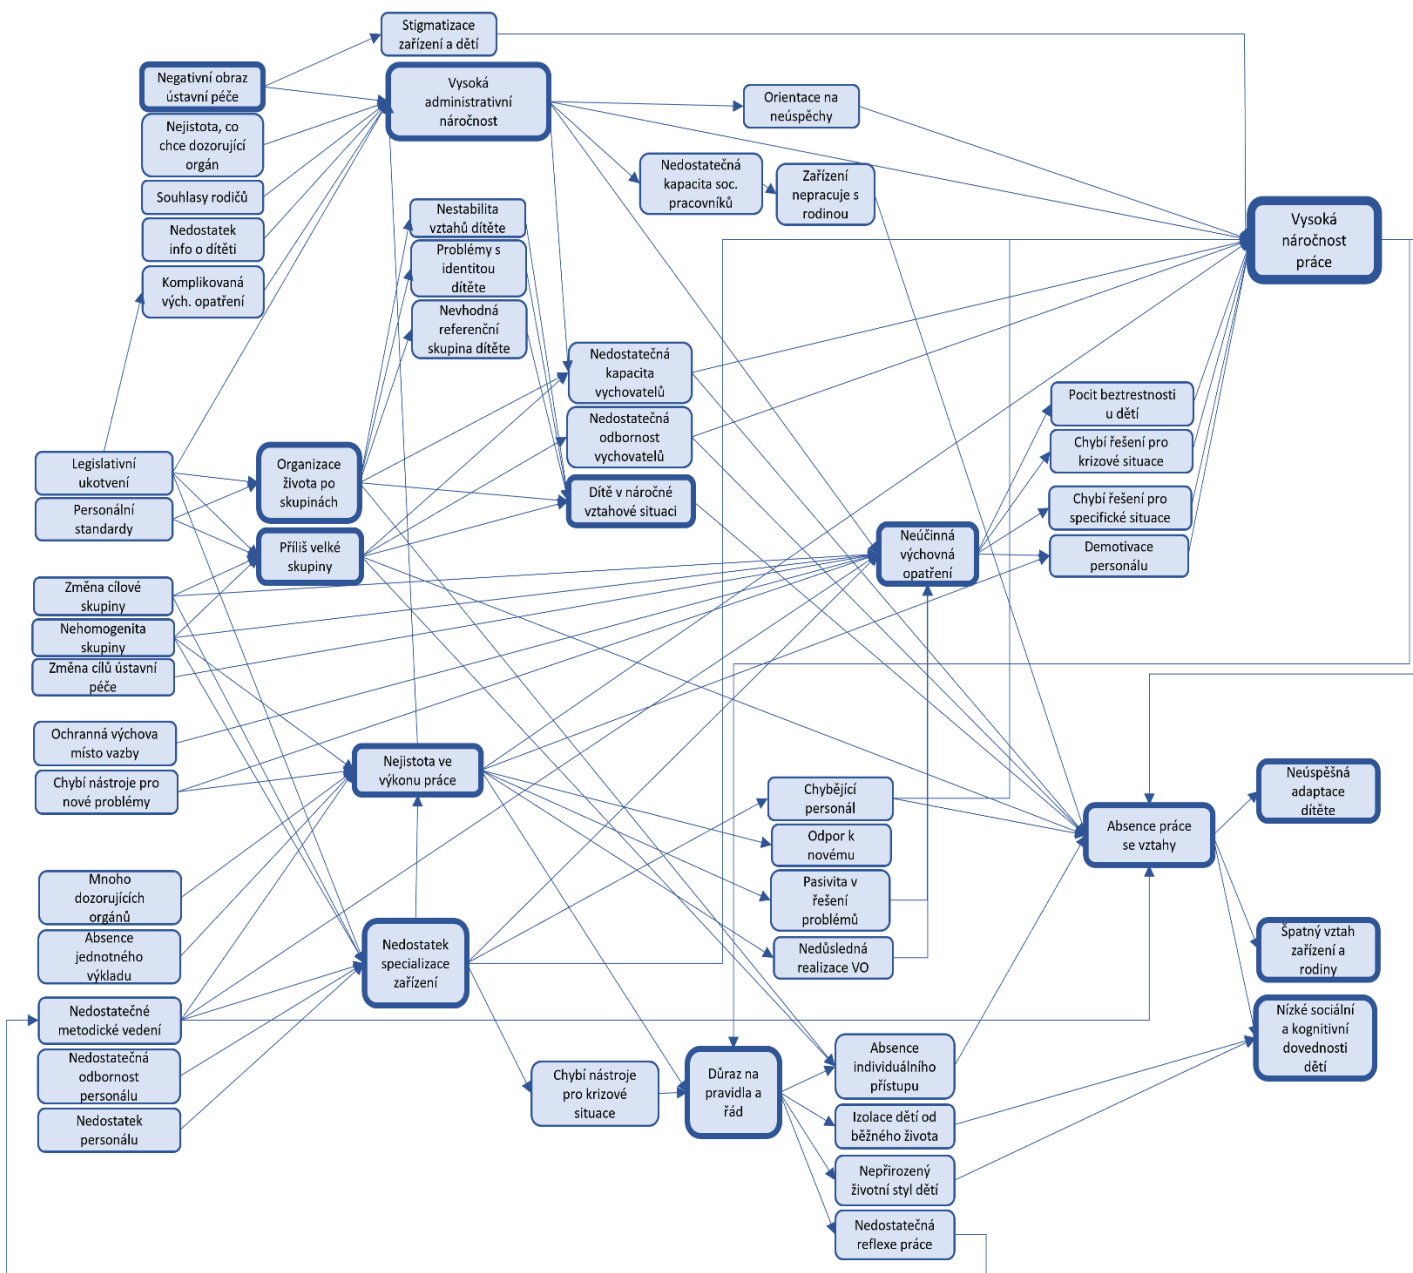 Stigmatizace
zařízení a dětí
Negativní obraz
ústavní péče
Vysoká
administrativní
náročnost
Orientace na
neúspěchy
Nejistota, co
chce dozorující
orgán
Nedostatečná
kapacita soc.
pracovníků
Zařízení
nepracuje s
rodinou
Souhlasy rodičů
Nestabilita
vztahů dítěte
Vysoká
náročnost
práce
Nedostatek
info o dítěti
Problémy s
identitou
dítěte
Komplikovaná
vých. opatření
Nevhodná
referenční
skupina dítěte
Nedostatečná
kapacita
vychovatelů
Pocit beztrestnosti
u dětí
Nedostatečná
odbornost
vychovatelů
Chybí řešení pro
krizové situace
Legislativní
ukotvení
Organizace
života po
skupinách
Dítě v náročné
vztahové situaci
Chybí řešení pro
specifické situace
Personální
standardy
Příliš velké
skupiny
Neúčinná
výchovná
opatření
Demotivace
personálu
Změna cílové
skupiny
Nehomogenita
skupiny
Změna cílů ústavní
péče
Ochranná výchova
místo vazby
Nejistota ve
výkonu práce
Chybí nástroje pro
nové problémy
Chybějící
personál
Neúspěšná
adaptace
dítěte
Odpor k
novému
Absence práce
se vztahy
Mnoho
dozorujících
orgánů
Pasivita v
řešení
problémů
Absence
jednotného
výkladu
Nedostatek
specializace
zařízení
Nedůsledná
realizace VO
Špatný vztah
zařízení a
rodiny
Nedostatečné
metodické vedení
Nízké sociální
a kognitivní
dovednosti
dětí
Nedostatečná
odbornost
personálu
Chybí nástroje
pro krizové
situace
Důraz na
pravidla a
řád
Absence
individuálního
přístupu
Nedostatek
personálu
Izolace dětí od
běžného života
Nepřirozený
životní styl dětí
Nedostatečná
reflexe práce